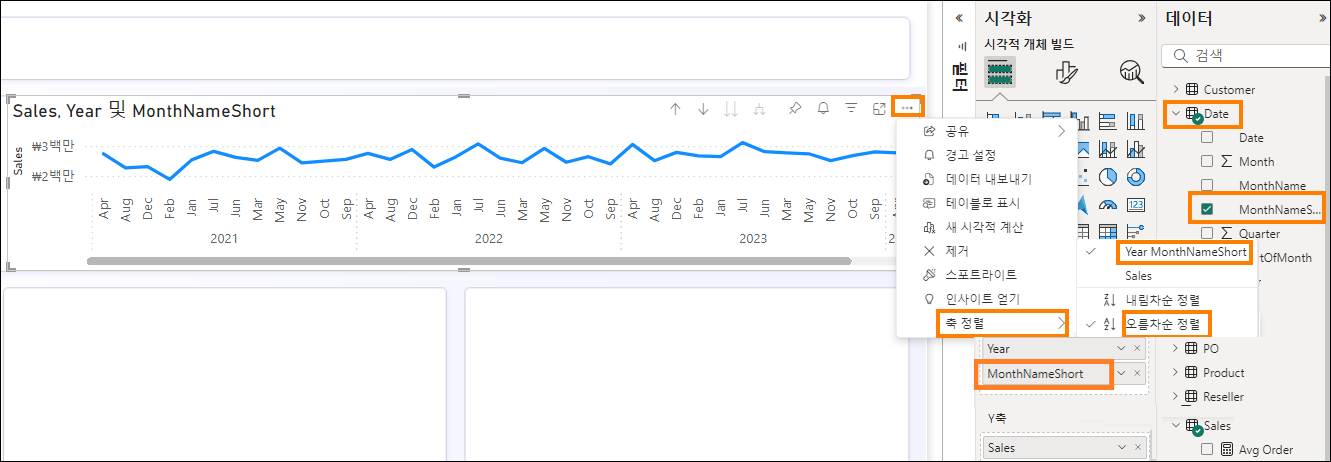 시각화
데이터
시각적 개체 빌드
필터
검색
Sales, Year 및 MonthNameShort
Sales
₩3백만
₩2백만
Apr Aug Dec Feb Jan Jul Jun Mar May Nov Oct Sep Apr Aug Dec Feb Jan Jul Jun Mar May Nov Oct Sep Apr Aug Dec Feb Jan Jul Jun Mar May Nov Oct Sep Apr Aug
2021 2022 2023
공유
경고 설정
데이터 내보내기
테이블로 표시
새 시각적 계산
제거
스포트라이트
인사이트 얻기
축 정렬
Year MonthNameShort
Sales
내림차순 정렬
오름차순 정렬
123
Year
MonthNameShort
Y축
Sales
Customer
Date
Date
Month
MonthName
MonthNameS...
Quarter
rtOfMonth
PO
Product
Reseller
Sales
Avg Order